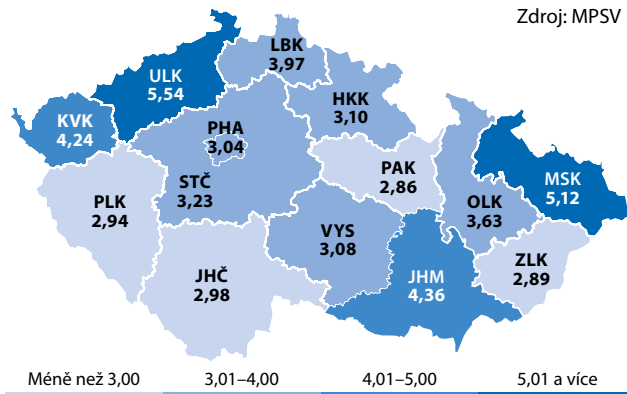 Zdroj: MPSV
LBK
3,97
ULK
5,54
HKK
3,10
KVK
4,24
PHA
3,04
PAK
2,86
MSK
5,12
STČ
3,23
PLK
2,94
OLK
3,63
VYS
3,08
ZLK
2,89
JHČ
2,98
JHM
4,36
Méně než 3,00
3,01–4,00
4,01–5,00
5,01 a více